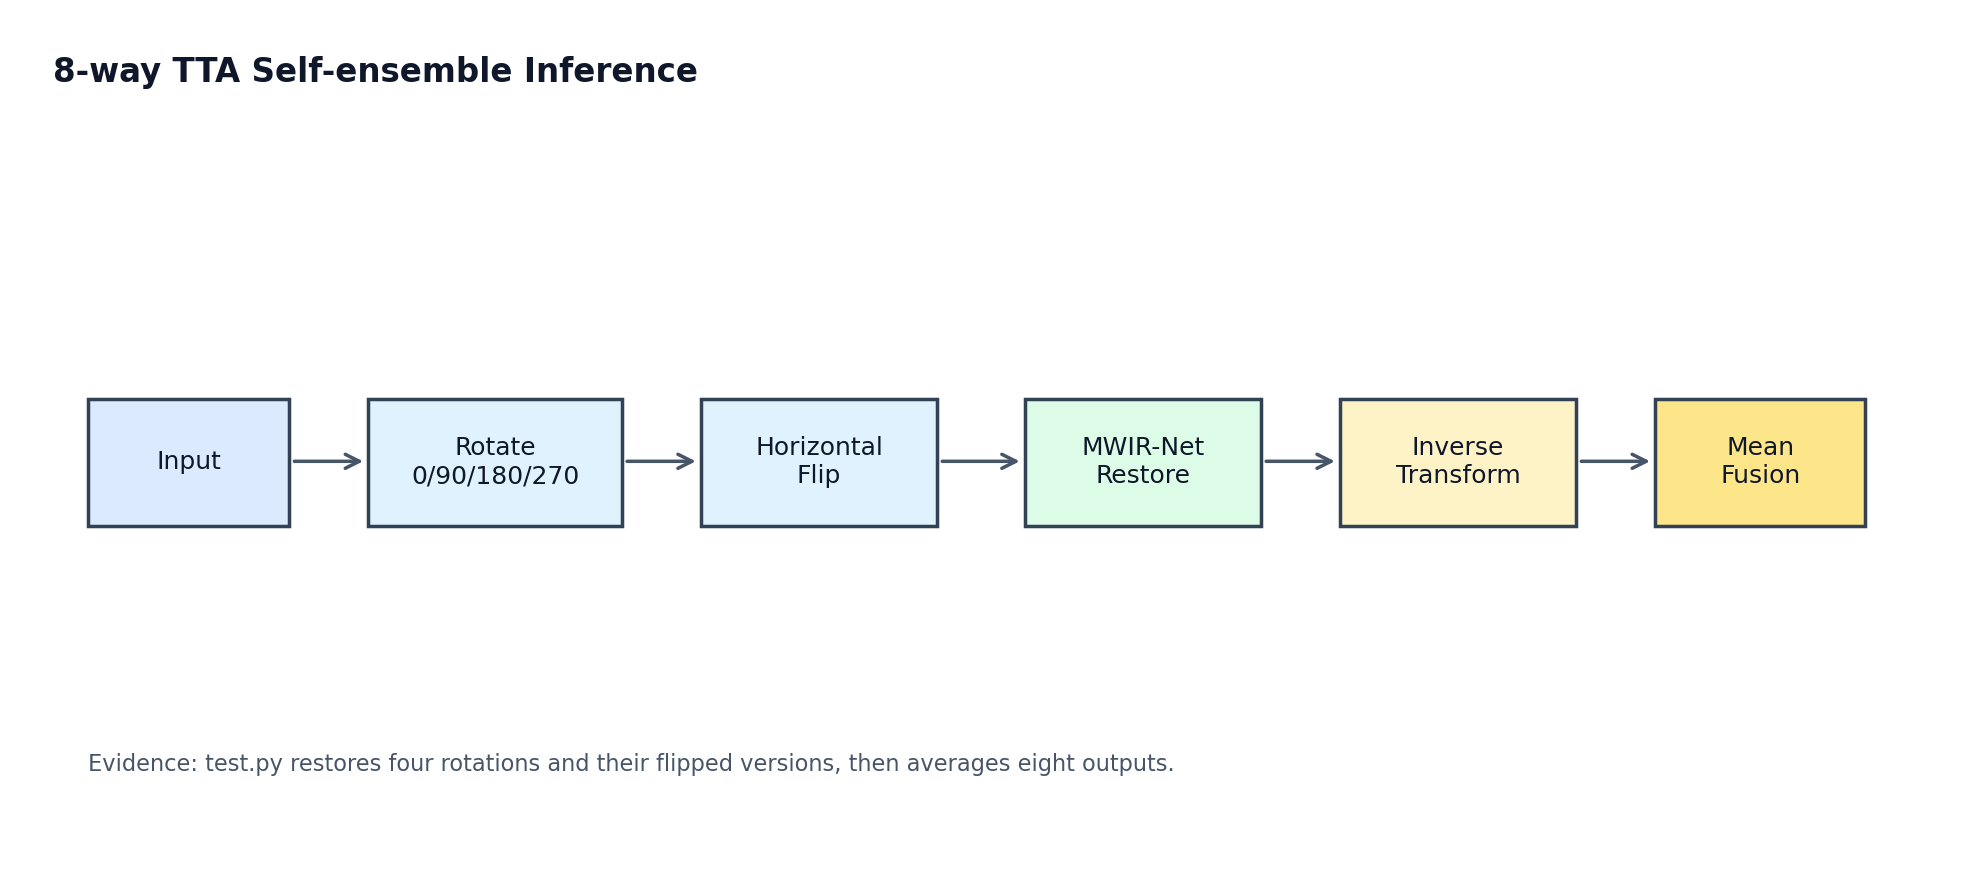 8-way TTA Self-ensemble Inference
Input
Rotate
0/90/180/270
Horizontal
Flip
MWIR-Net
Restore
Inverse
Transform
Mean
Fusion
Evidence: test.py restores four rotations and their flipped versions, then averages eight outputs.